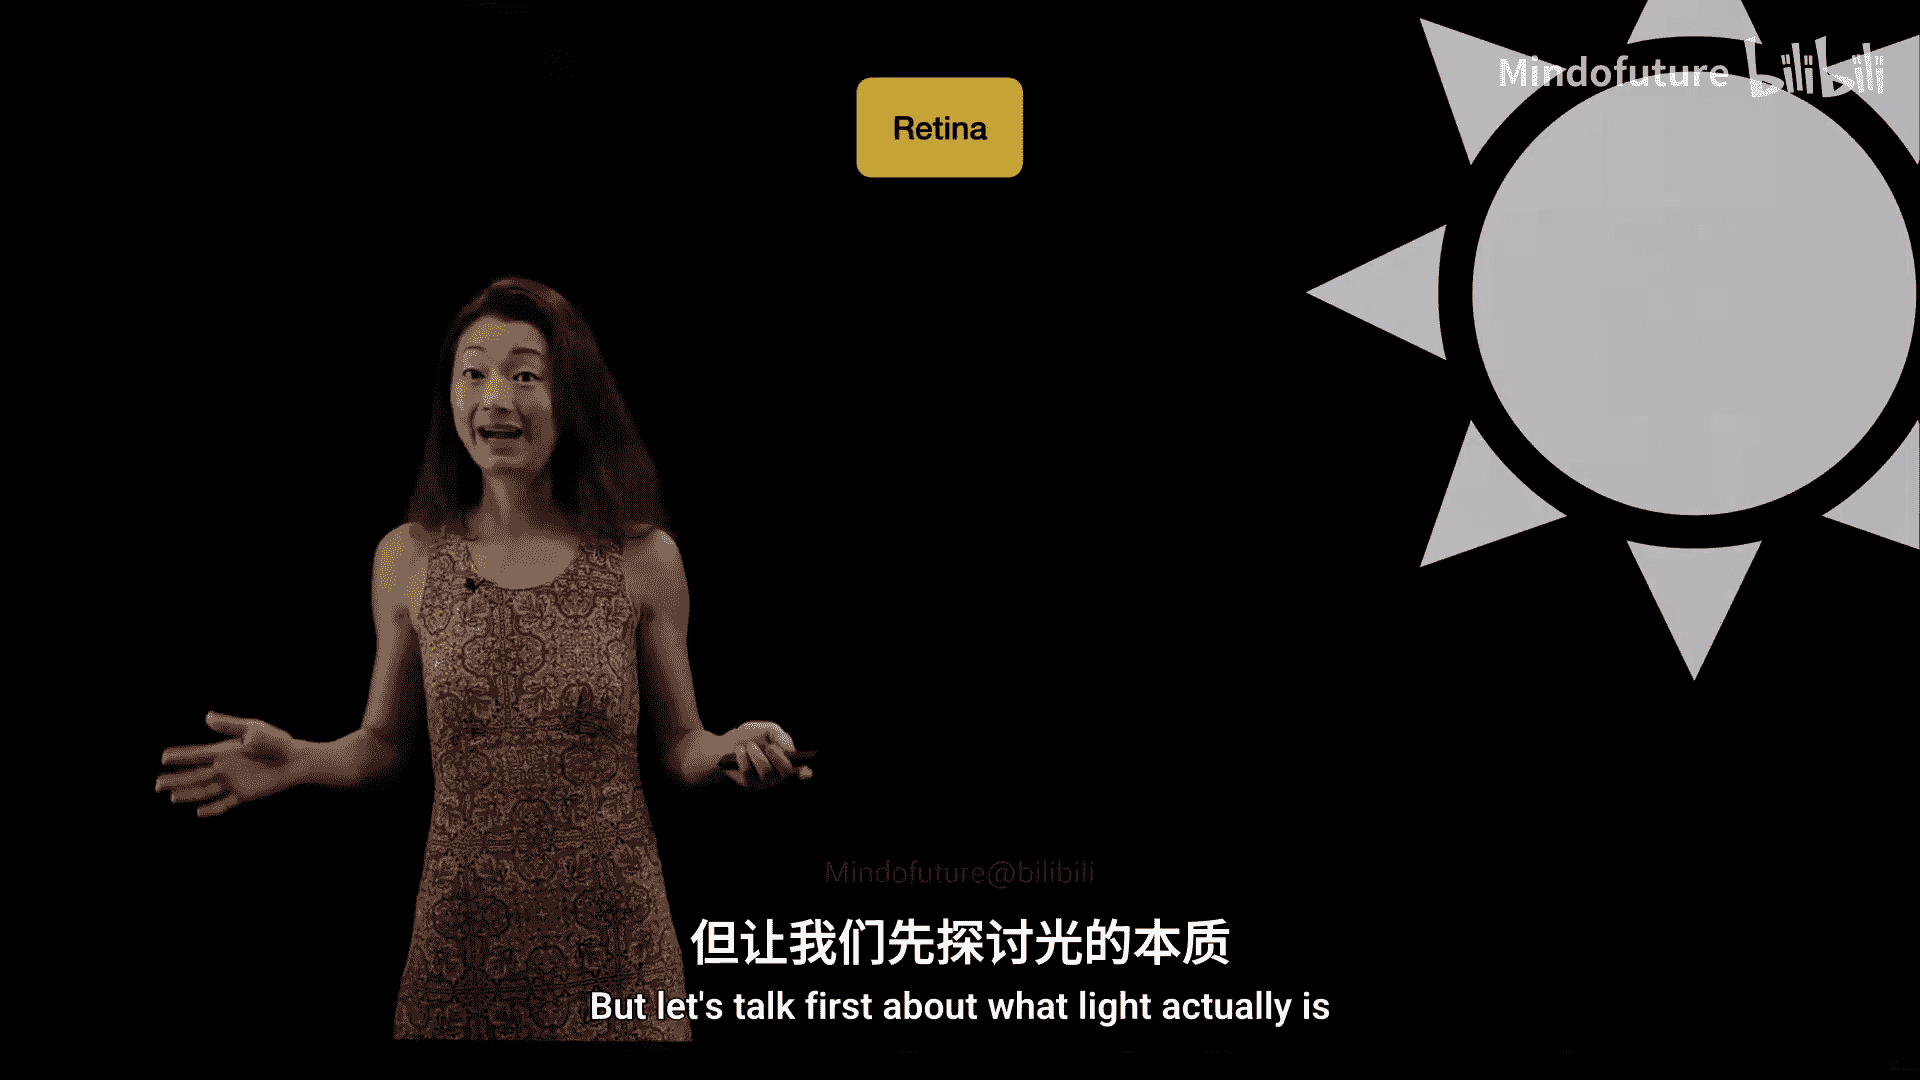 Retina
Mindofuture bilibili
Mindofuture@bilibili
但让我们先探讨光的本质
But let's talk first about what light actually is